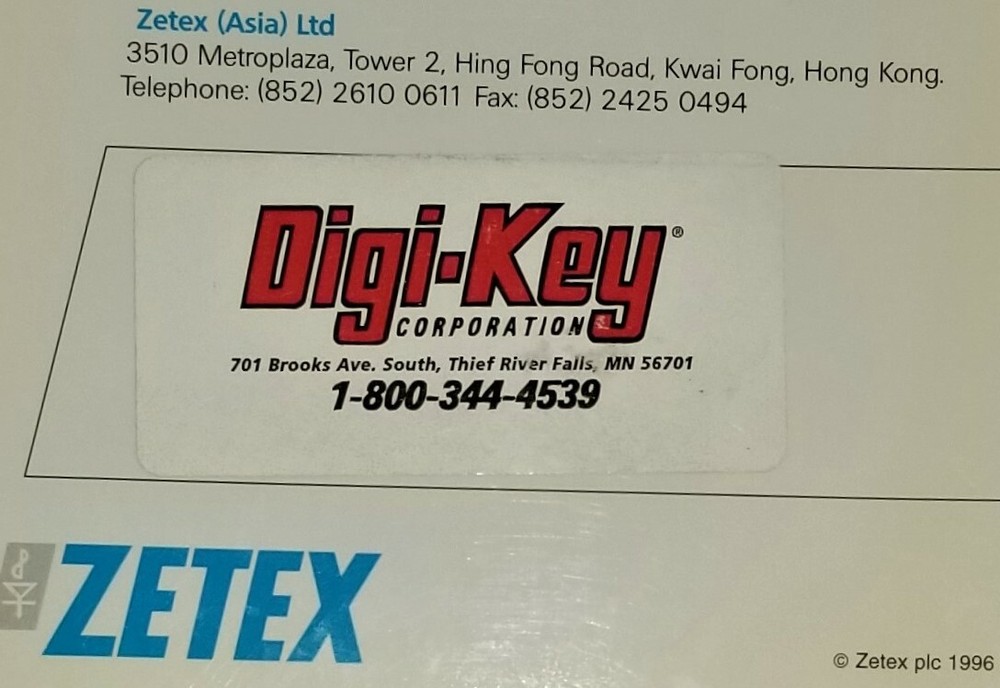 Zetex (Asia) Ltd
3510 Metroplaza, Tower 2, Hing Fong Road, Kwai Fong, Hong Kong.
Telephone: (852) 2610 0611 Fax: (852) 2425 0494
Digi-Key®
CORPORATION
701 Brooks Ave. South, Thief River Falls, MN 56701
1-800-344-4539
ZETEX
© Zetex plc 1996